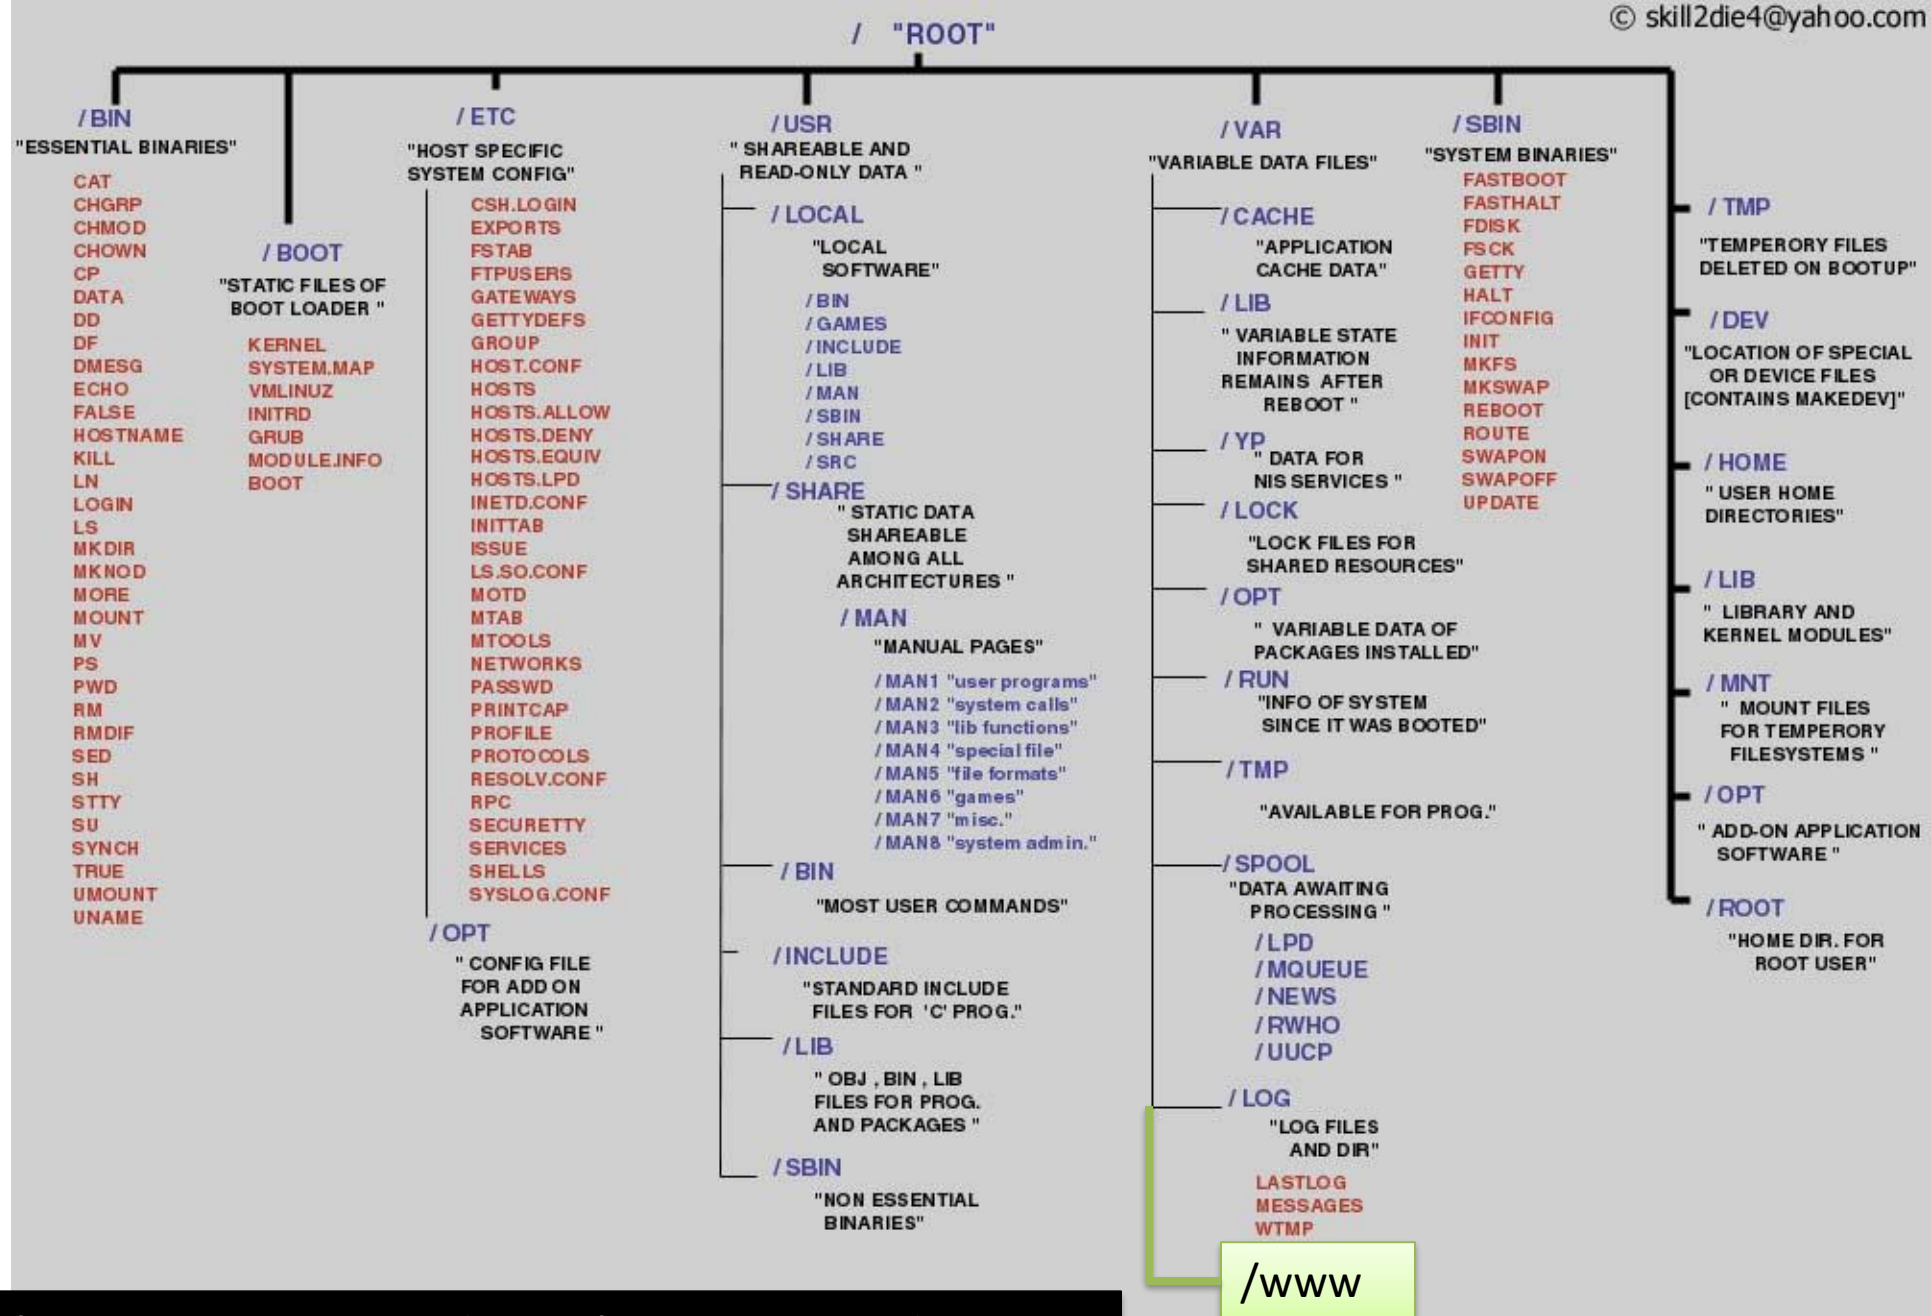 © skill2die4@yahoo.com
/ "ROOT"
/BIN
"ESSENTIAL BINARIES"
CAT
CHGRP
CHMOD
CHOWN
CP
DATA
DD
DF
DMESG
ECHO
FALSE
HOSTNAME
KILL
LN
LOGIN
LS
MKDIR
MKNOD
MORE
MOUNT
MV
PS
PWD
RM
RMDIF
SED
SH
STTY
SU
SYNCH
TRUE
UMOUNT
UNAME
/BOOT
"STATIC FILES OF
BOOT LOADER "
KERNEL
SYSTEM.MAP
VMLINUZ
INITRD
GRUB
MODULE.INFO
BOOT
/ETC
"HOST SPECIFIC
SYSTEM CONFIG"
CSH.LOGIN
EXPORTS
FSTAB
FTPUSERS
GATEWAYS
GETTYDEFS
GROUP
HOST.CONF
HOSTS
HOSTS.ALLOW
HOSTS.DENY
HOSTS.EQUIV
HOSTS.LPD
INETD.CONF
INITTAB
ISSUE
LS.SO.CONF
MOTD
MTAB
MTOOLS
NETWORKS
PASSWD
PRINTCAP
PROFILE
PROTOCOLS
RESOLV.CONF
RPC
SECURETTY
SERVICES
SHELLS
SYSLOG.CONF
/OPT
" CONFIG FILE
FOR ADD ON
APPLICATION
SOFTWARE "
/USR
" SHAREABLE AND
READ-ONLY DATA "
/LOCAL
"LOCAL
SOFTWARE"
/BIN
/GAMES
/INCLUDE
/LIB
/MAN
/SBIN
/SHARE
/SRC
/SHARE
" STATIC DATA
SHAREABLE
AMONG ALL
ARCHITECTURES "
/MAN
"MANUAL PAGES"
/MAN1 "user programs"
/MAN2 "system calls"
/MAN3 "lib functions"
/MAN4 "special file"
/MAN5 "file formats"
/MAN6 "games"
/MAN7 "misc."
/MAN8 "system admin."
/BIN
"MOST USER COMMANDS"
/INCLUDE
"STANDARD INCLUDE
FILES FOR 'C' PROG."
/LIB
" OBJ , BIN , LIB
FILES FOR PROG.
AND PACKAGES "
/SBIN
"NON ESSENTIAL
BINARIES"
/VAR
"VARIABLE DATA FILES"
/CACHE
"APPLICATION
CACHE DATA"
/LIB
" VARIABLE STATE
INFORMATION
REMAINS AFTER
REBOOT "
/YP
" DATA FOR
NIS SERVICES "
/LOCK
"LOCK FILES FOR
SHARED RESOURCES"
/OPT
" VARIABLE DATA OF
PACKAGES INSTALLED"
/RUN
"INFO OF SYSTEM
SINCE IT WAS BOOTED"
/TMP
"AVAILABLE FOR PROG."
/SPOOL
"DATA AWAITING
PROCESSING "
/LPD
/MQUEUE
/NEWS
/RWHO
/UUCP
/LOG
"LOG FILES
AND DIR"
LASTLOG
MESSAGES
WTMP
/www
/SBIN
"SYSTEM BINARIES"
FASTBOOT
FASTHALT
FDISK
FSCK
GETTY
HALT
IFCONFIG
INIT
MKFS
MKSWAP
REBOOT
ROUTE
SWAPON
SWAPOFF
UPDATE
/TMP
"TEMPERORY FILES
DELETED ON BOOTUP"
/DEV
"LOCATION OF SPECIAL
OR DEVICE FILES
[CONTAINS MAKEDEV]"
/HOME
" USER HOME
DIRECTORIES"
/LIB
" LIBRARY AND
KERNEL MODULES"
/MNT
" MOUNT FILES
FOR TEMPERORY
FILESYSTEMS "
/OPT
" ADD-ON APPLICATION
SOFTWARE "
/ROOT
"HOME DIR. FOR
ROOT USER"